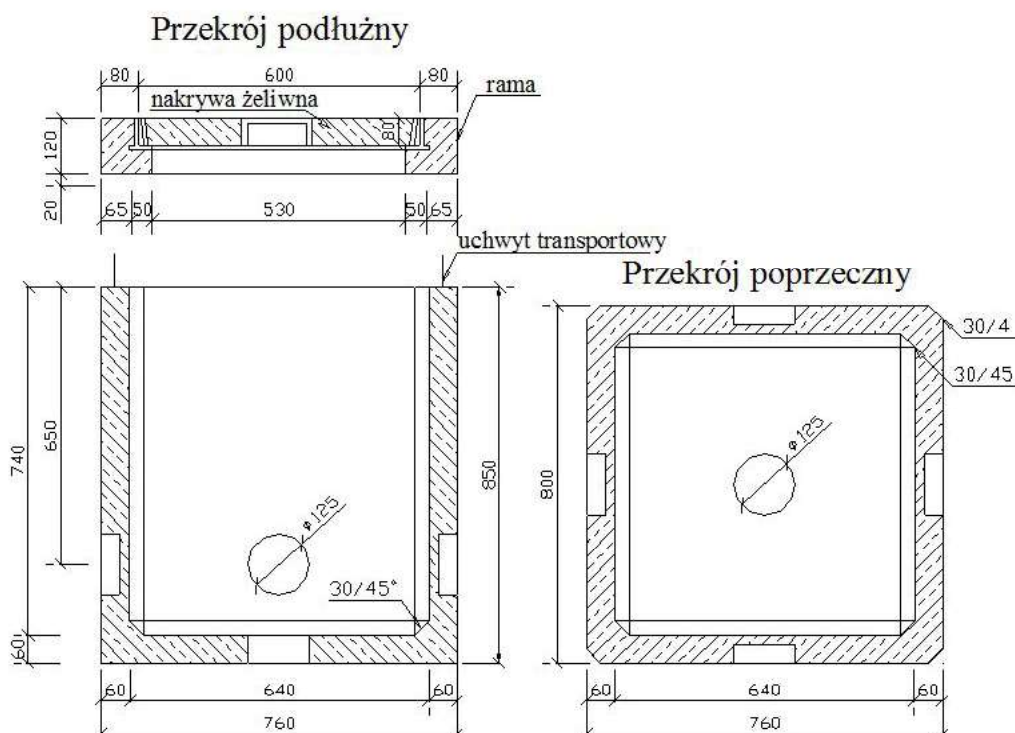 Przekrój podłużny
80 600 80
nakrywa żeliwna
rama
80
120
20
65 50 530 50 65
uchwyt transportowy
Przekrój poprzeczny
30/4
30/45
740
650
850
800
ø125
ø125
30/45°
60
60 640 60
760
60 640 60
760